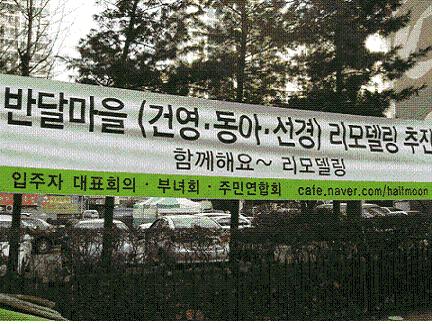 반달마을 (건영·동아·선경) 리모델링 추진
함께해요~ 리모델링
입주자 대표회의 · 부녀회 · 주민연합회 cafe.naver.com/halfmoon